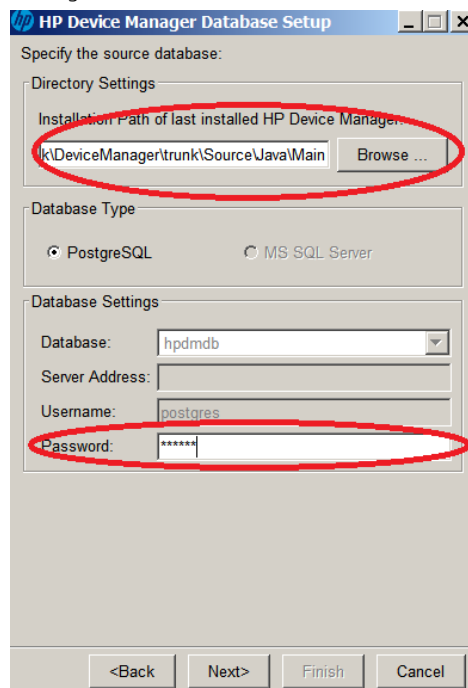 HP Device Manager Database Setup
Specify the source database:
Directory Settings
Installation Path of last installed HP Device Manager:
k\DeviceManager\trunk\Source\Java\Main Browse ...
Database Type
PostgreSQL MS SQL Server
Database Settings
Database: hpdmdb
Server Address:
Username: postgres
Password: ******
<Back Next> Finish Cancel